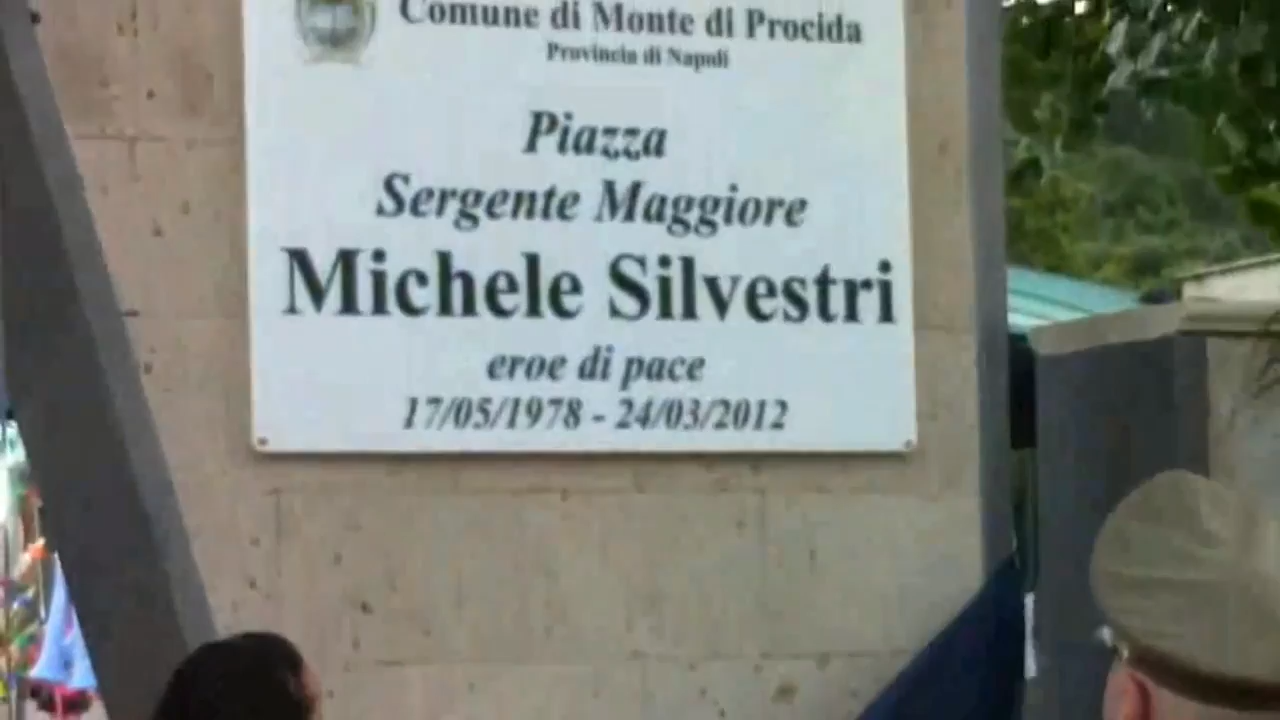 Comune di Monte di Procida
Provincia di Napoli
Piazza
Sergente Maggiore
Michele Silvestri
eroe di pace
17/05/1978 - 24/03/2012